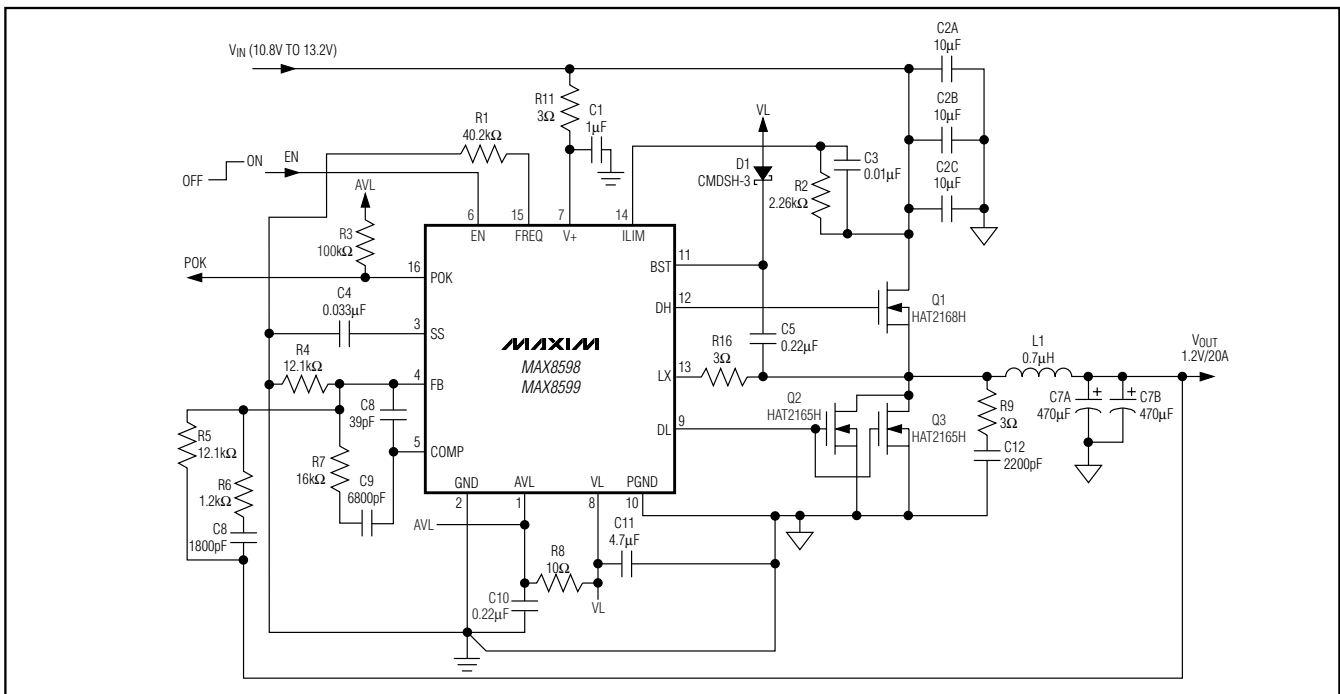 VIN (10.8V TO 13.2V)
C2A
10µF
R11
3Ω
C1
1µF
C2B
10µF
R1
40.2kΩ
VL
C2C
10µF
D1
CMDSH-3
C3
0.01µF
R2
2.26kΩ
OFF
ON
EN
AVL
R3
100kΩ
6
15
7
14
EN
FREQ
V+
ILIM
POK
16
POK
BST
11
DH
12
Q1
HAT2168H
C4
0.033µF
3
SS
MAXIM
MAX8598
MAX8599
C5
0.22µF
R16
3Ω
LX
13
L1
0.7µH
VOUT
1.2V/20A
R4
12.1kΩ
4
FB
C8
39pF
Q2
HAT2165H
Q3
HAT2165H
DL
9
R9
3Ω
C7A
470µF
+
+
C7B
470µF
R5
12.1kΩ
5
COMP
R7
16kΩ
C9
6800pF
C12
2200pF
R6
1.2kΩ
GND
AVL
VL
PGND
2
1
8
10
C8
1800pF
AVL
C11
4.7µF
R8
10Ω
VL
C10
0.22µF